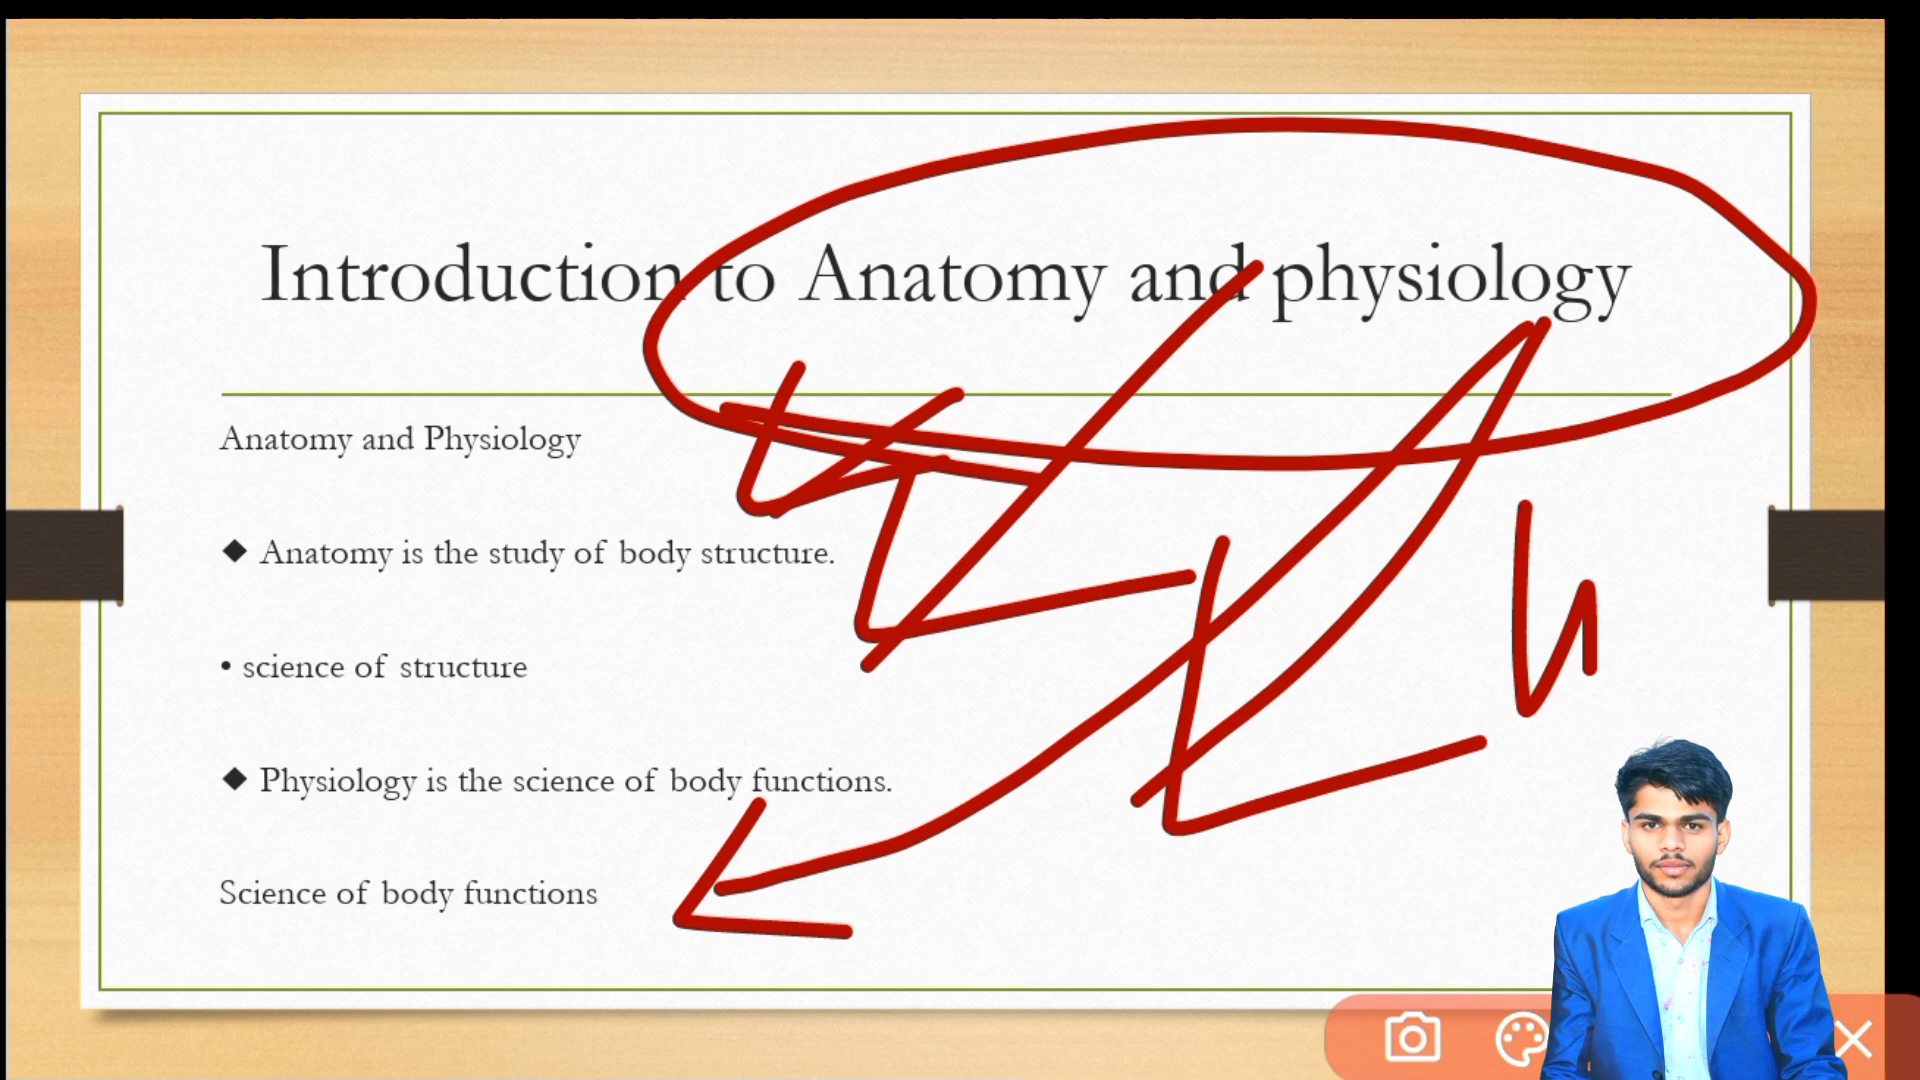 Introduction to Anatomy and physiology
Anatomy and Physiology
◆ Anatomy is the study of body structure.
• science of structure
◆ Physiology is the science of body functions.
Science of body functions